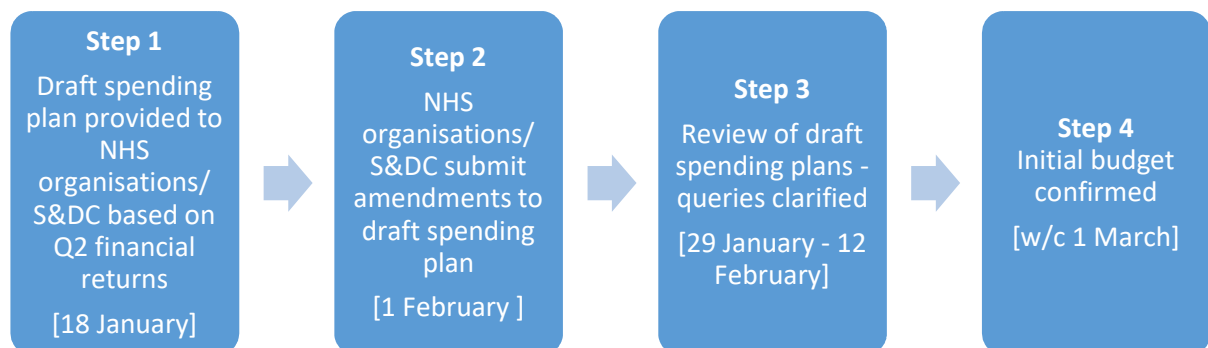 Step 1
Draft spending
plan provided to
NHS
organisations/
S&DC based on
Q2 financial
returns
[18 January]
Step 2
NHS
organisations/
S&DC submit
amendments to
draft spending
plan
[1 February ]
Step 3
Review of draft
spending plans -
queries clarified
[29 January - 12
February]
Step 4
Initial budget
confirmed
[w/c 1 March]